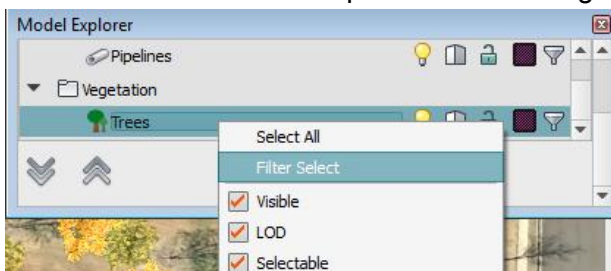 Model Explorer
Pipelines
Vegetation
Trees
Select All
Filter Select
Visible
LOD
Selectable